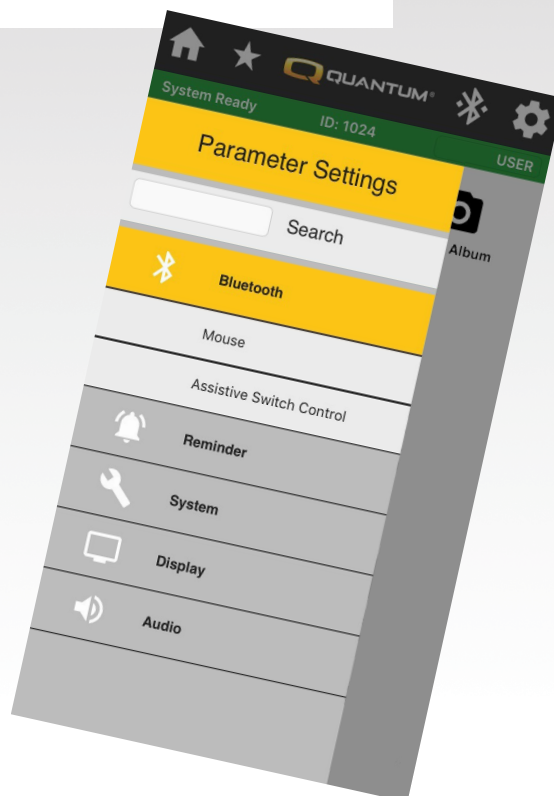 QUANTUM®
System Ready ID: 1024 USER
Parameter Settings
Search
Album
Bluetooth
Mouse
Assistive Switch Control
Reminder
System
Display
Audio